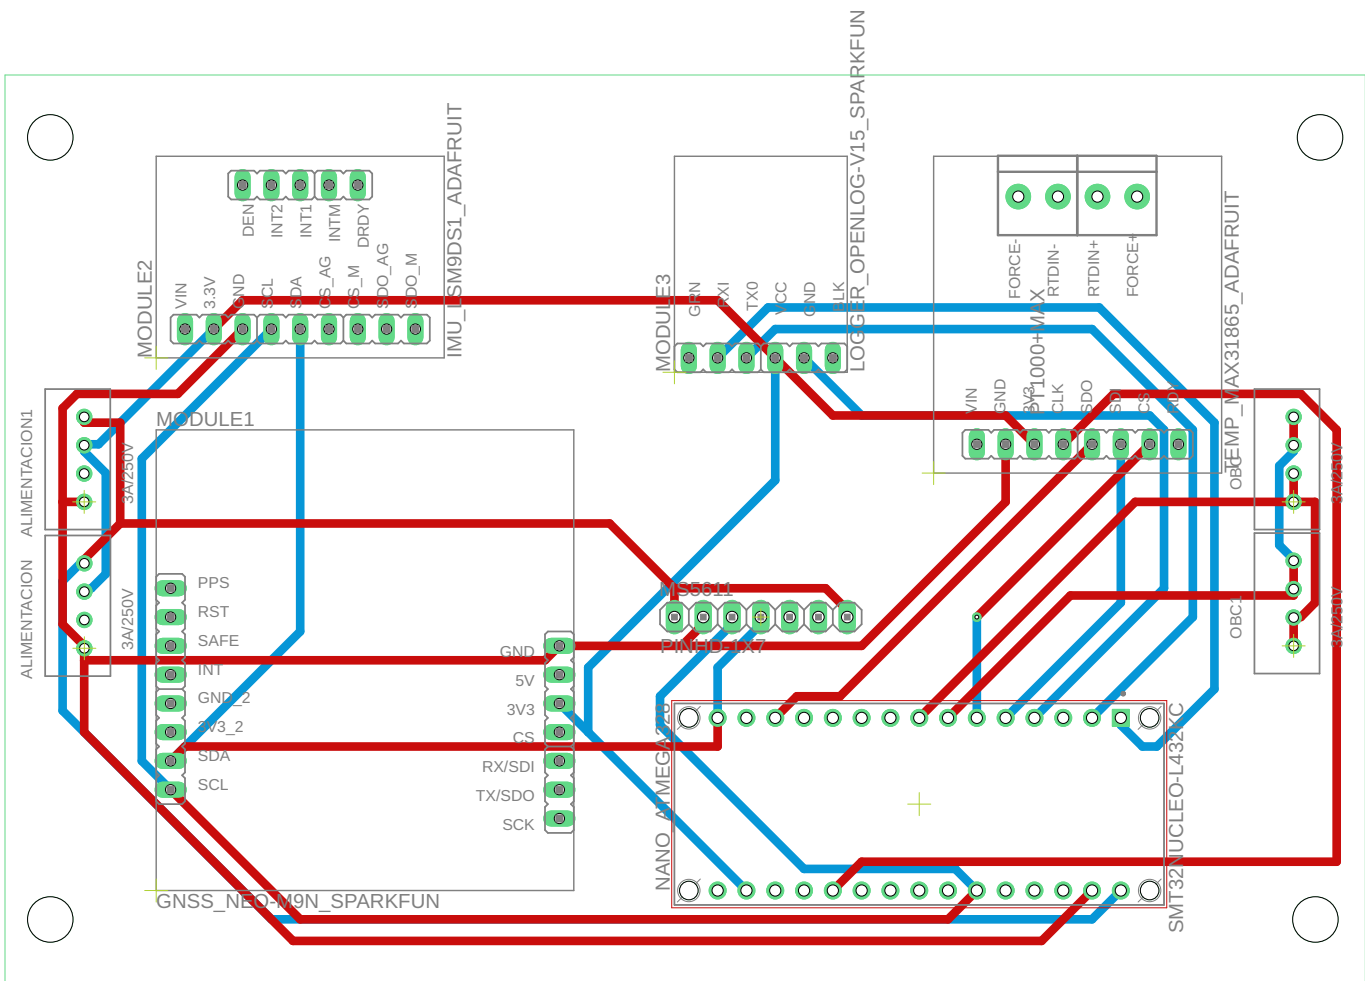 LOGGER_OPENLOG-V15_SPARKFUN
IMU_LSM9DS1_ADAFRUIT
TEMP_MAX31865_ADAFRUIT
DEN
INT2
INT1
INTM
DRDY
MODULE2
VIN
3.3V
GND
SCL
SDA
CS_AG
CS_M
SDO_AG
SDO_M
MODULE3
GRN
RXI
TX0
VCC
GND
BLK
FORCE-
RTDIN-
RTDIN+
FORCE+
PT1000+MAX
VIN
GND
3V3
CLK
SDO
SDI
CS
RDY
ALIMENTACION1
3A/250V
ALIMENTACION
3A/250V
MODULE1
PPS
RST
SAFE
INT
GND_2
3V3_2
SDA
SCL
GND
5V
3V3
CS
RX/SDI
TX/SDO
SCK
GNSS_NEO-M9N_SPARKFUN
MS5611
PINHD-1X7
3A/250V
OBC1
3A/250V
NANO_ATMEGA328
SMT32NUCLEO-L432KC